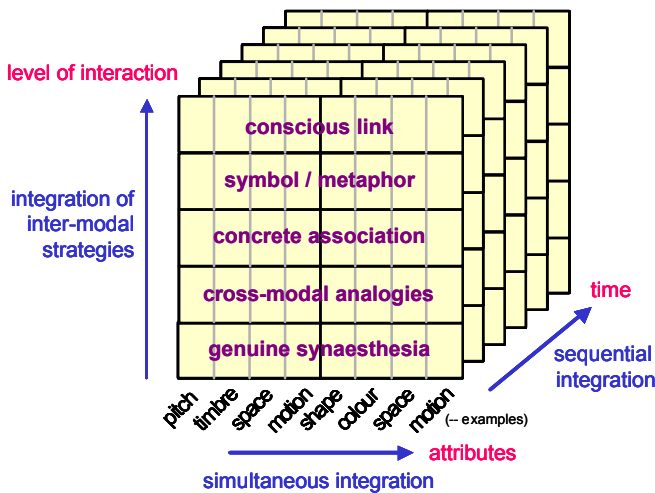 level of interaction
conscious link
symbol / metaphor
integration of
inter-modal
strategies
concrete association
cross-modal analogies
time
genuine synaesthesia
sequential
integration
pitch
timbre
space
motion
shape
colour
space
motion
(-- examples)
attributes
simultaneous integration